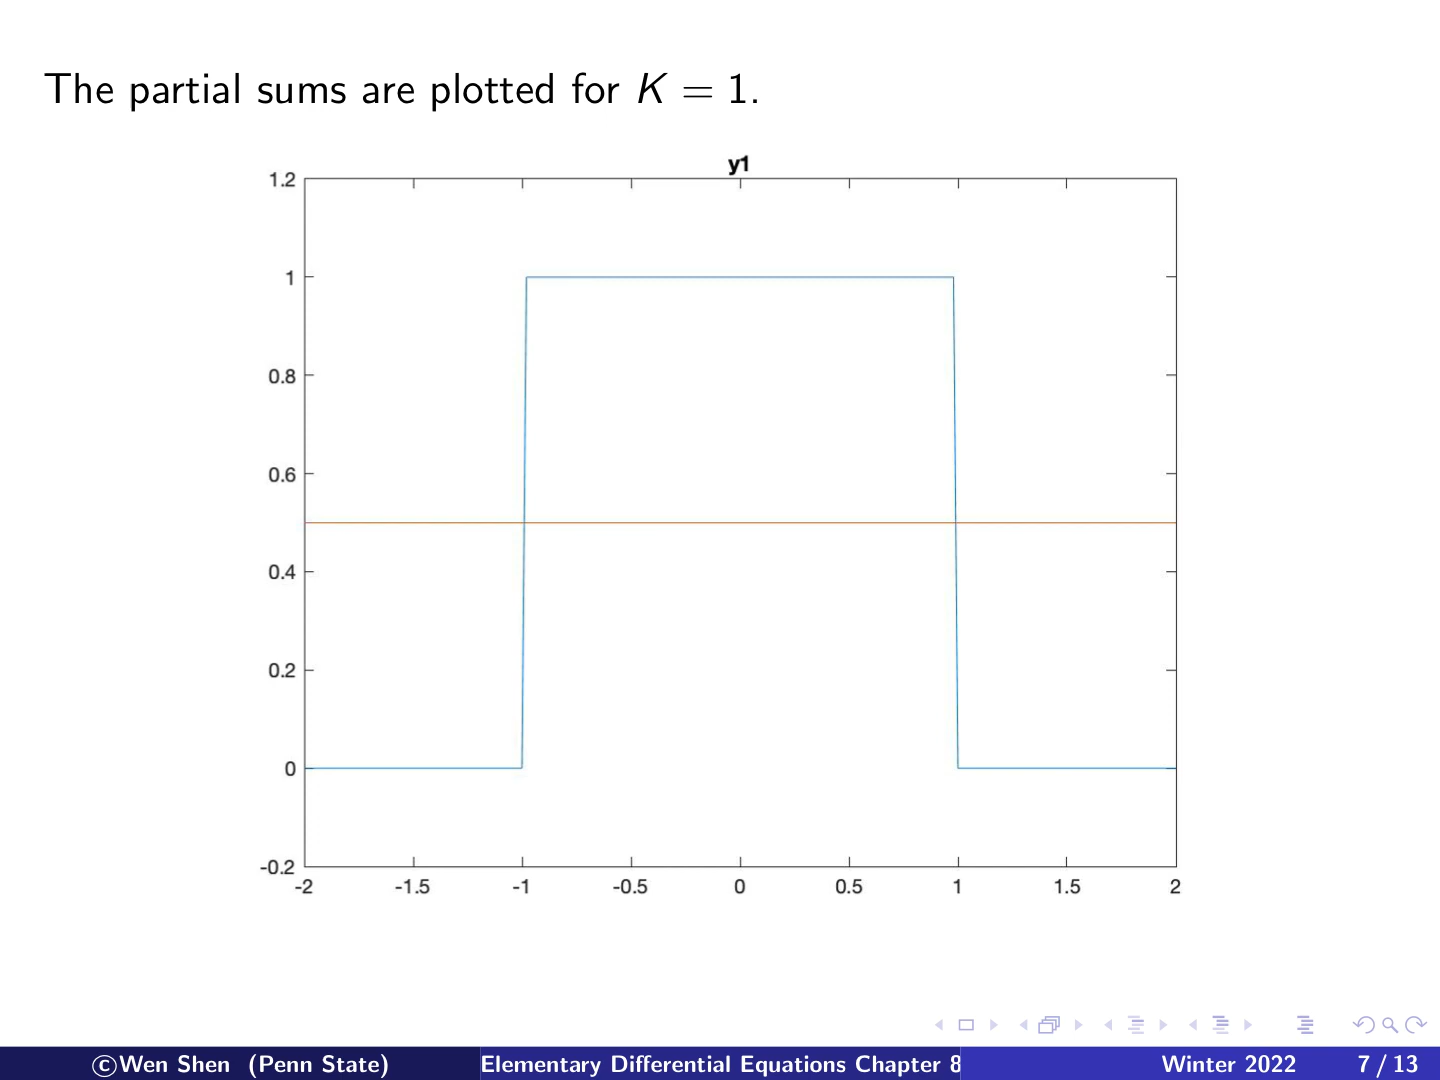 The partial sums are plotted for K = 1.
y1
1.2
1
0.8
0.6
0.4
0.2
0
-0.2
-2 -1.5 -1 -0.5 0 0.5 1 1.5 2
©Wen Shen (Penn State) Elementary Differential Equations Chapter 8 Winter 2022 7 / 13